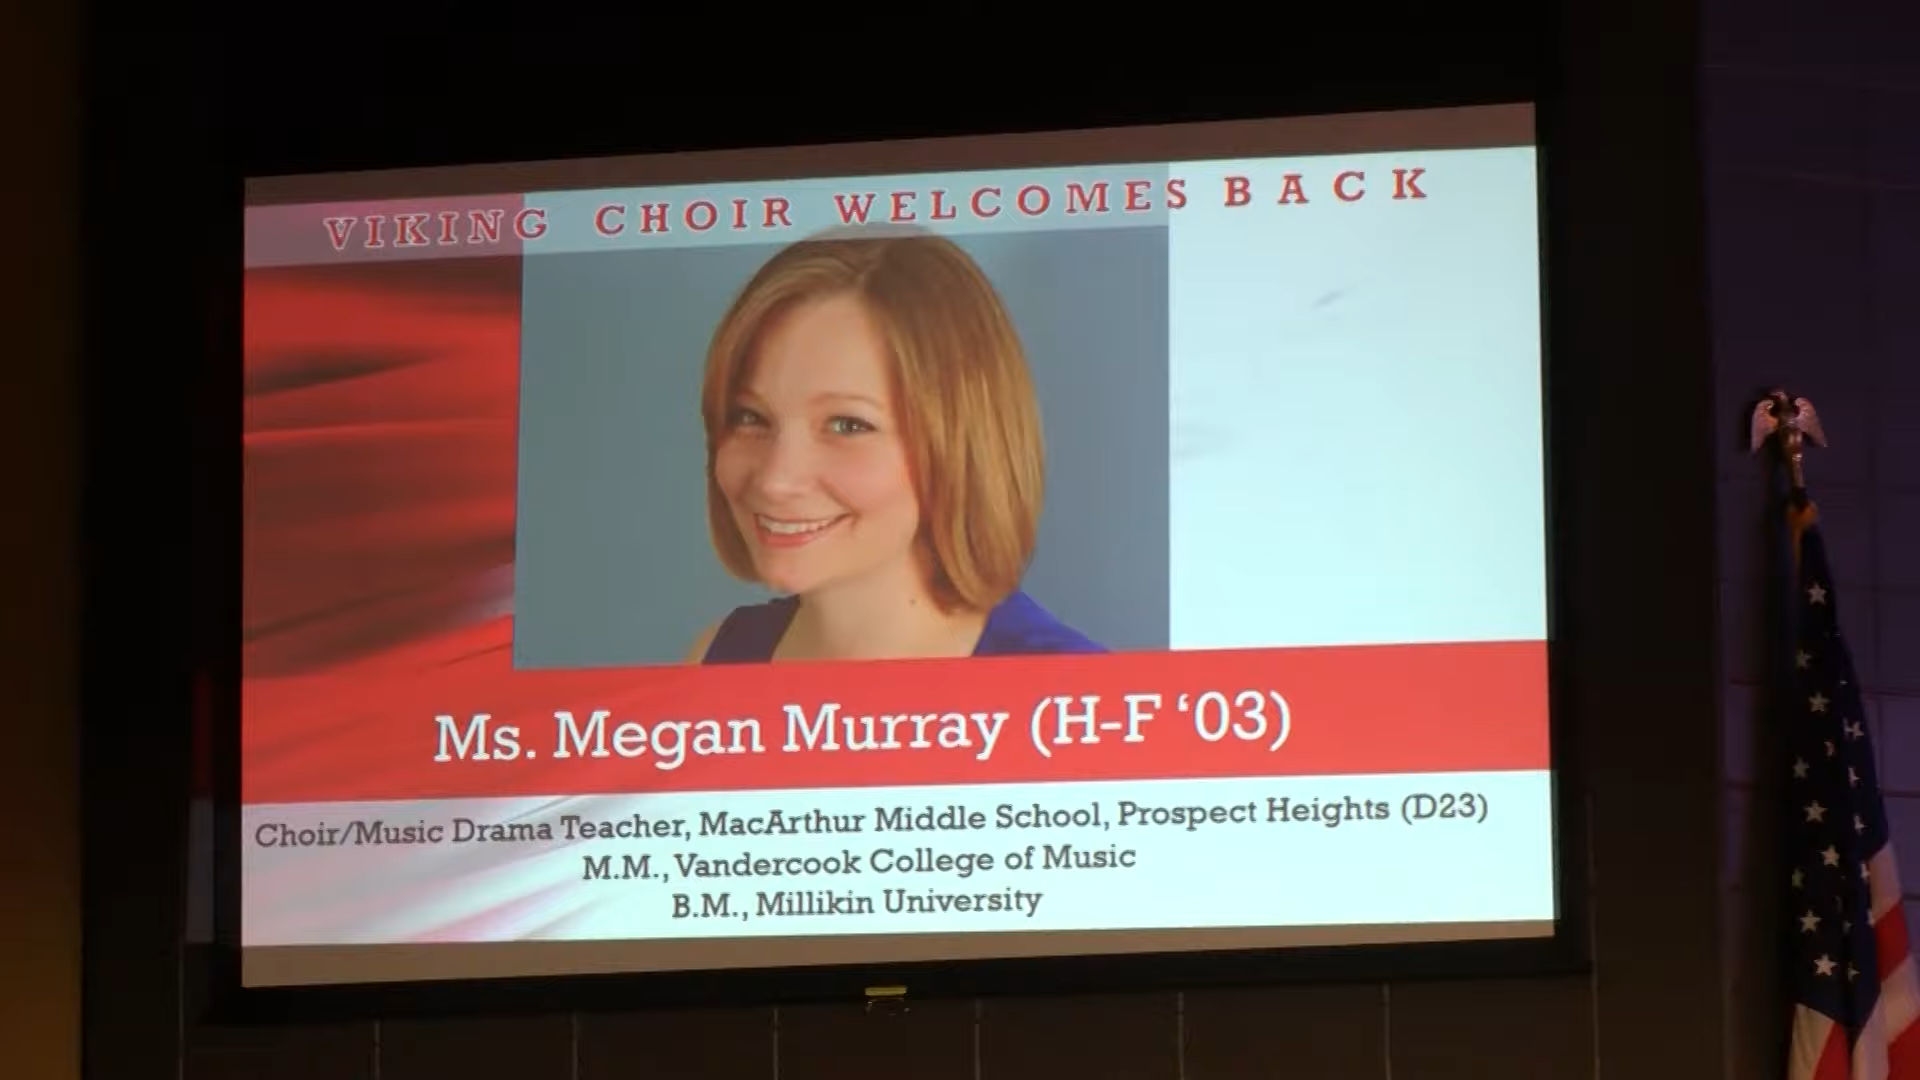 VIKING CHOIR WELCOMES BACK
Ms. Megan Murray (H-F ‘03)
Choir/Music Drama Teacher, MacArthur Middle School, Prospect Heights (D23)
M.M., Vandercook College of Music
B.M., Millikin University